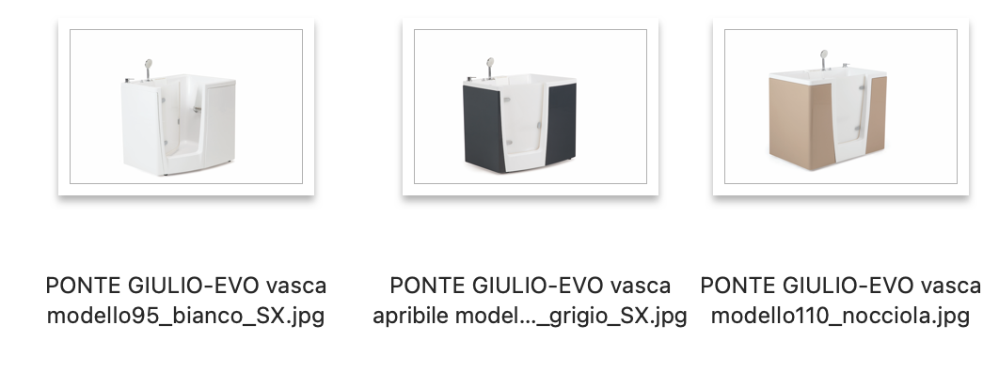 PONTE GIULIO-EVO vasca
modello95_bianco_SX.jpg
PONTE GIULIO-EVO vasca
apribile model..._grigio_SX.jpg
PONTE GIULIO-EVO vasca
modello110_nocciola.jpg